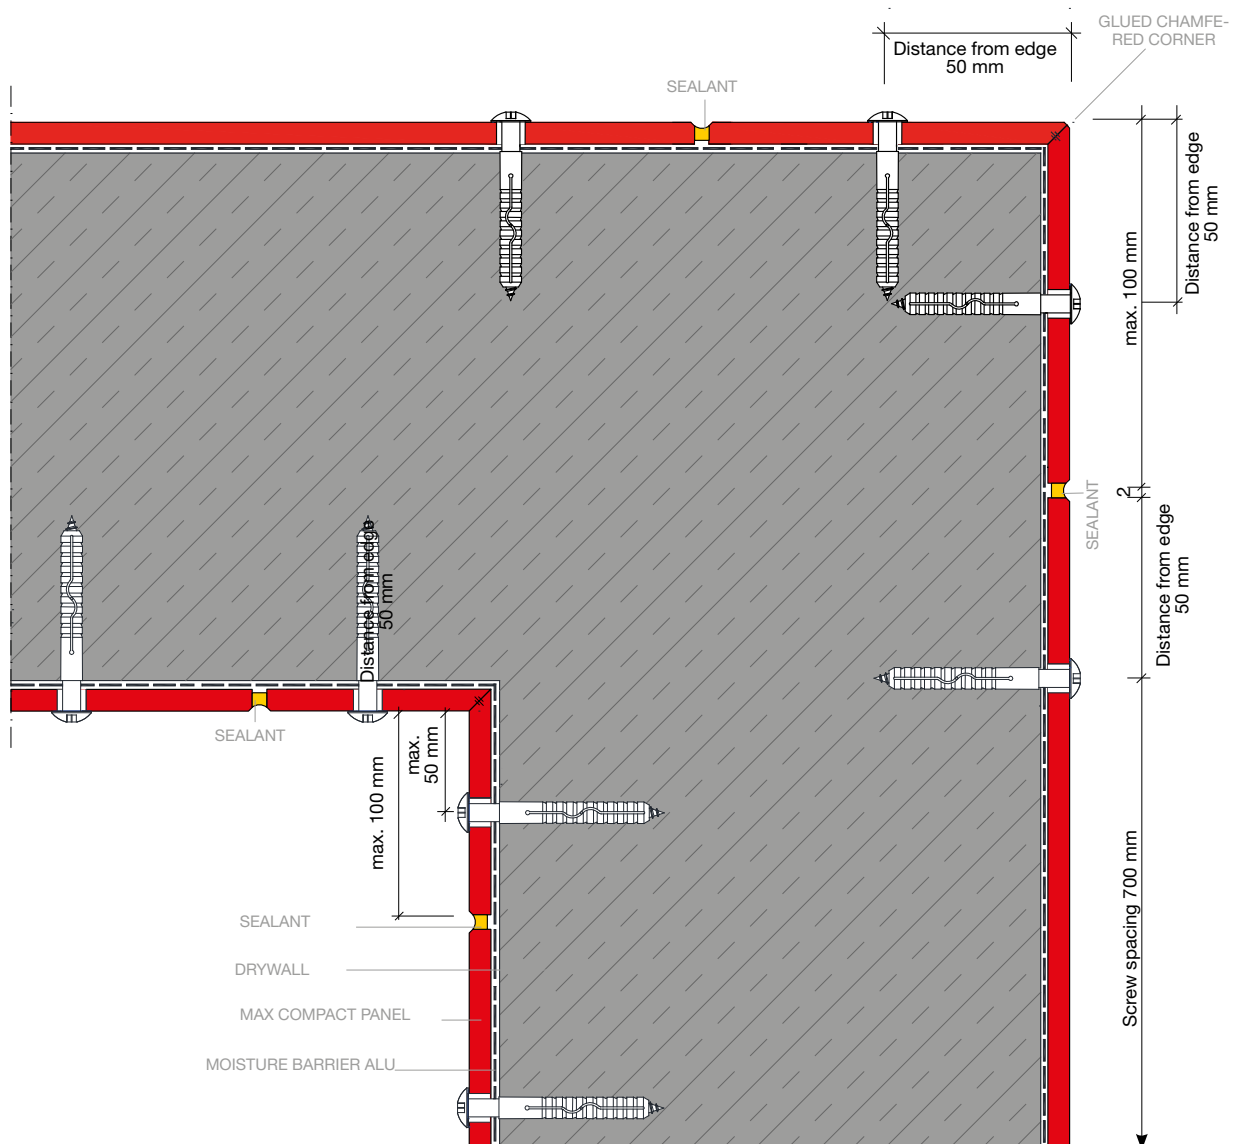 GLUED CHAMFE-
RED CORNER
Distance from edge
50 mm
SEALANT
Distance from edge
50 mm
max. 100 mm
2
SEALANT
Distance from edge
50 mm
Distance from edge
50 mm
SEALANT
max.
50 mm
max. 100 mm
Screw spacing 700 mm
SEALANT
DRYWALL
MAX COMPACT PANEL
MOISTURE BARRIER ALU